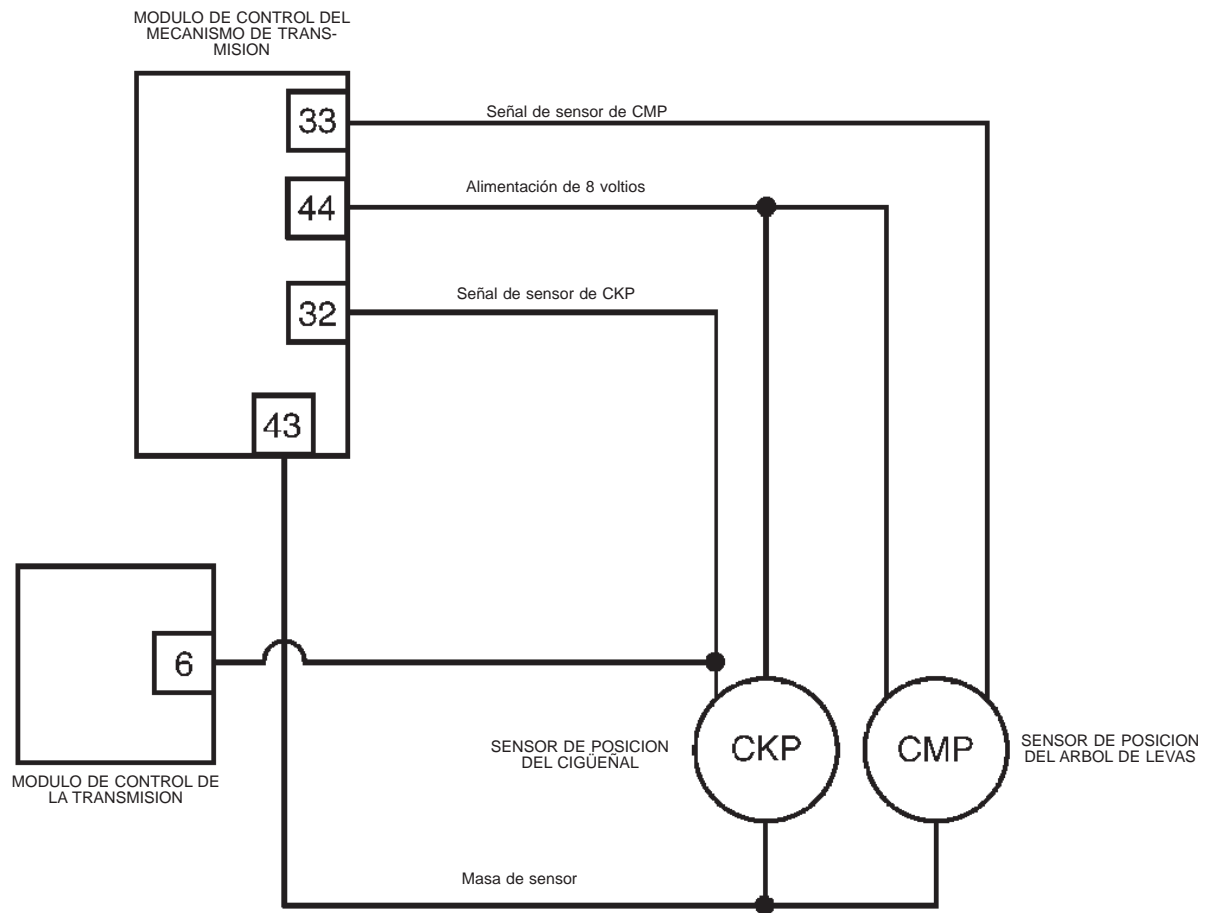 MODULO DE CONTROL DEL
MECANISMO DE TRANS-
MISION
33
Señal de sensor de CMP
44
Alimentación de 8 voltios
32
Señal de sensor de CKP
43
6
MODULO DE CONTROL DE
LA TRANSMISION
SENSOR DE POSICION
DEL CIGÜEÑAL
CKP
CMP
SENSOR DE POSICION
DEL ARBOL DE LEVAS
Masa de sensor